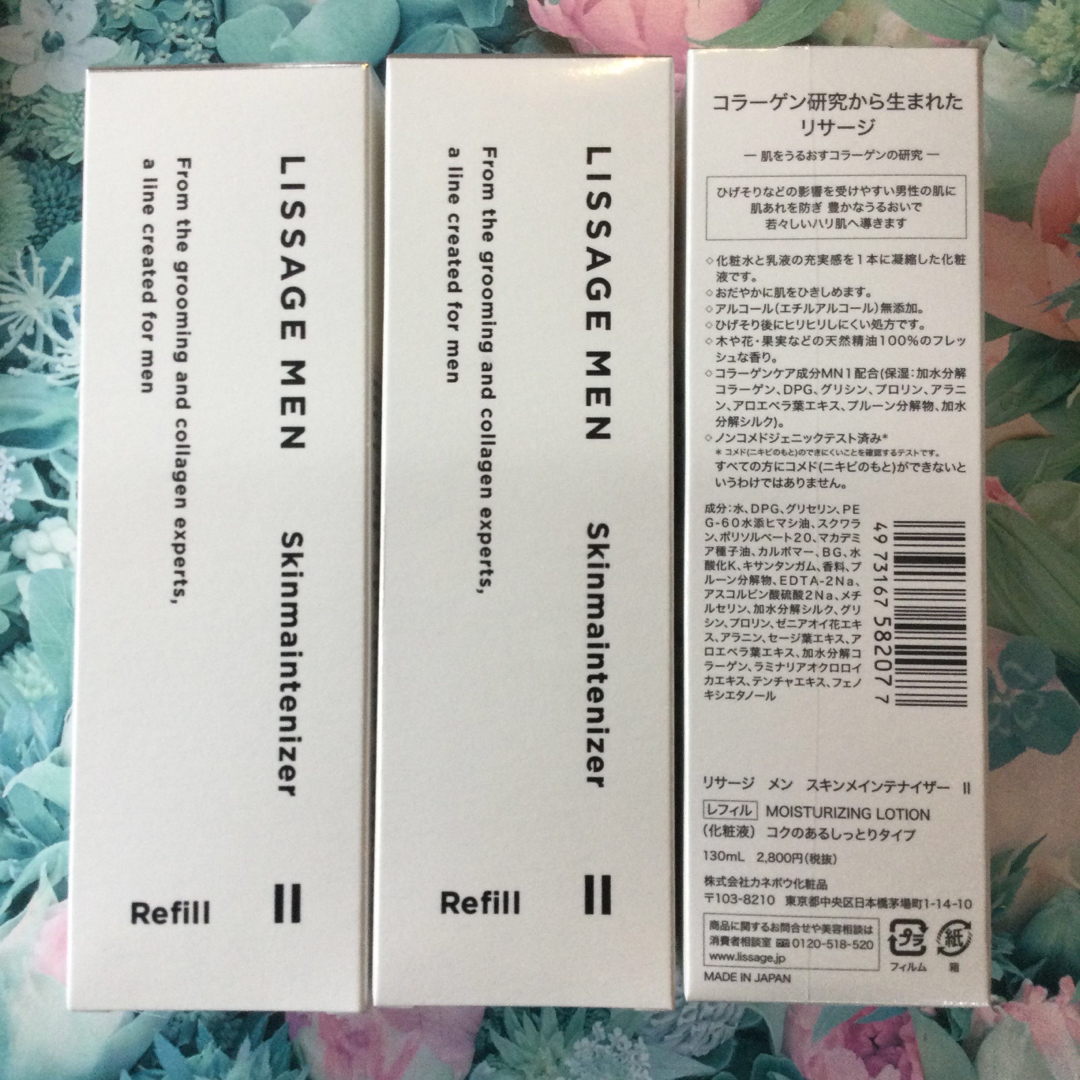 LISSAGE MEN Skinmaintenizer II
From the grooming and collagen experts,
a line created for men
Refill
LISSAGE MEN Skinmaintenizer II
From the grooming and collagen experts,
a line created for men
Refill
コラーゲン研究から生まれた
リサージ
― 肌をうるおすコラーゲンの研究 ―
ひげそりなどの影響を受けやすい男性の肌に
肌あれを防ぎ 豊かなうるおいで
若々しいハリ肌へ導きます
◇化粧水と乳液の充実感を1本に凝縮した化粧
液です。
◇おだやかに肌をひきしめます。
◇アルコール(エチルアルコール)無添加。
◇ひげそり後にヒリヒリしにくい処方です。
◇木や花・果実などの天然精油100%のフレッ
シュな香り。
◇コラーゲンケア成分MN1配合(保湿:加水分解
コラーゲン、DPG、グリシン、プロリン、アラニ
ン、アロエベラ葉エキス、プルーン分解物、加水
分解シルク)。
◇ノンコメドジェニックテスト済み*
* コメド(ニキビのもと)のできにくいことを確認するテストです。
すべての方にコメド(ニキビのもと)ができないと
いうわけではありません。
成分:水、DPG、グリセリン、PE
G-60水添ヒマシ油、スクワラ
ン、ポリソルベート20、マカデミ
ア種子油、カルボマー、BG、水
酸化K、キサンタンガム、香料、プ
ルーン分解物、EDTA-2Na、
アスコルビン酸硫酸2Na、メチ
ルセリン、加水分解シルク、グリ
シン、プロリン、ゼニアオイ花エキ
ス、アラニン、セージ葉エキス、ア
ロエベラ葉エキス、加水分解コ
ラーゲン、ラミナリアオクロロイ
カエキス、テンチャエキス、フェノ
キシエタノール
4973167582077
リサージ メン スキンメインテナイザー II
レフィル MOISTURIZING LOTION
(化粧液) コクのあるしっとりタイプ
130mL 2,800円(税抜)
株式会社カネボウ化粧品
〒103-8210 東京都中央区日本橋茅場町1-14-10
商品に関するお問合せや美容相談は
消費者相談室 0120-518-520
www.lissage.jp
プラ
フィルム
紙
箱
MADE IN JAPAN